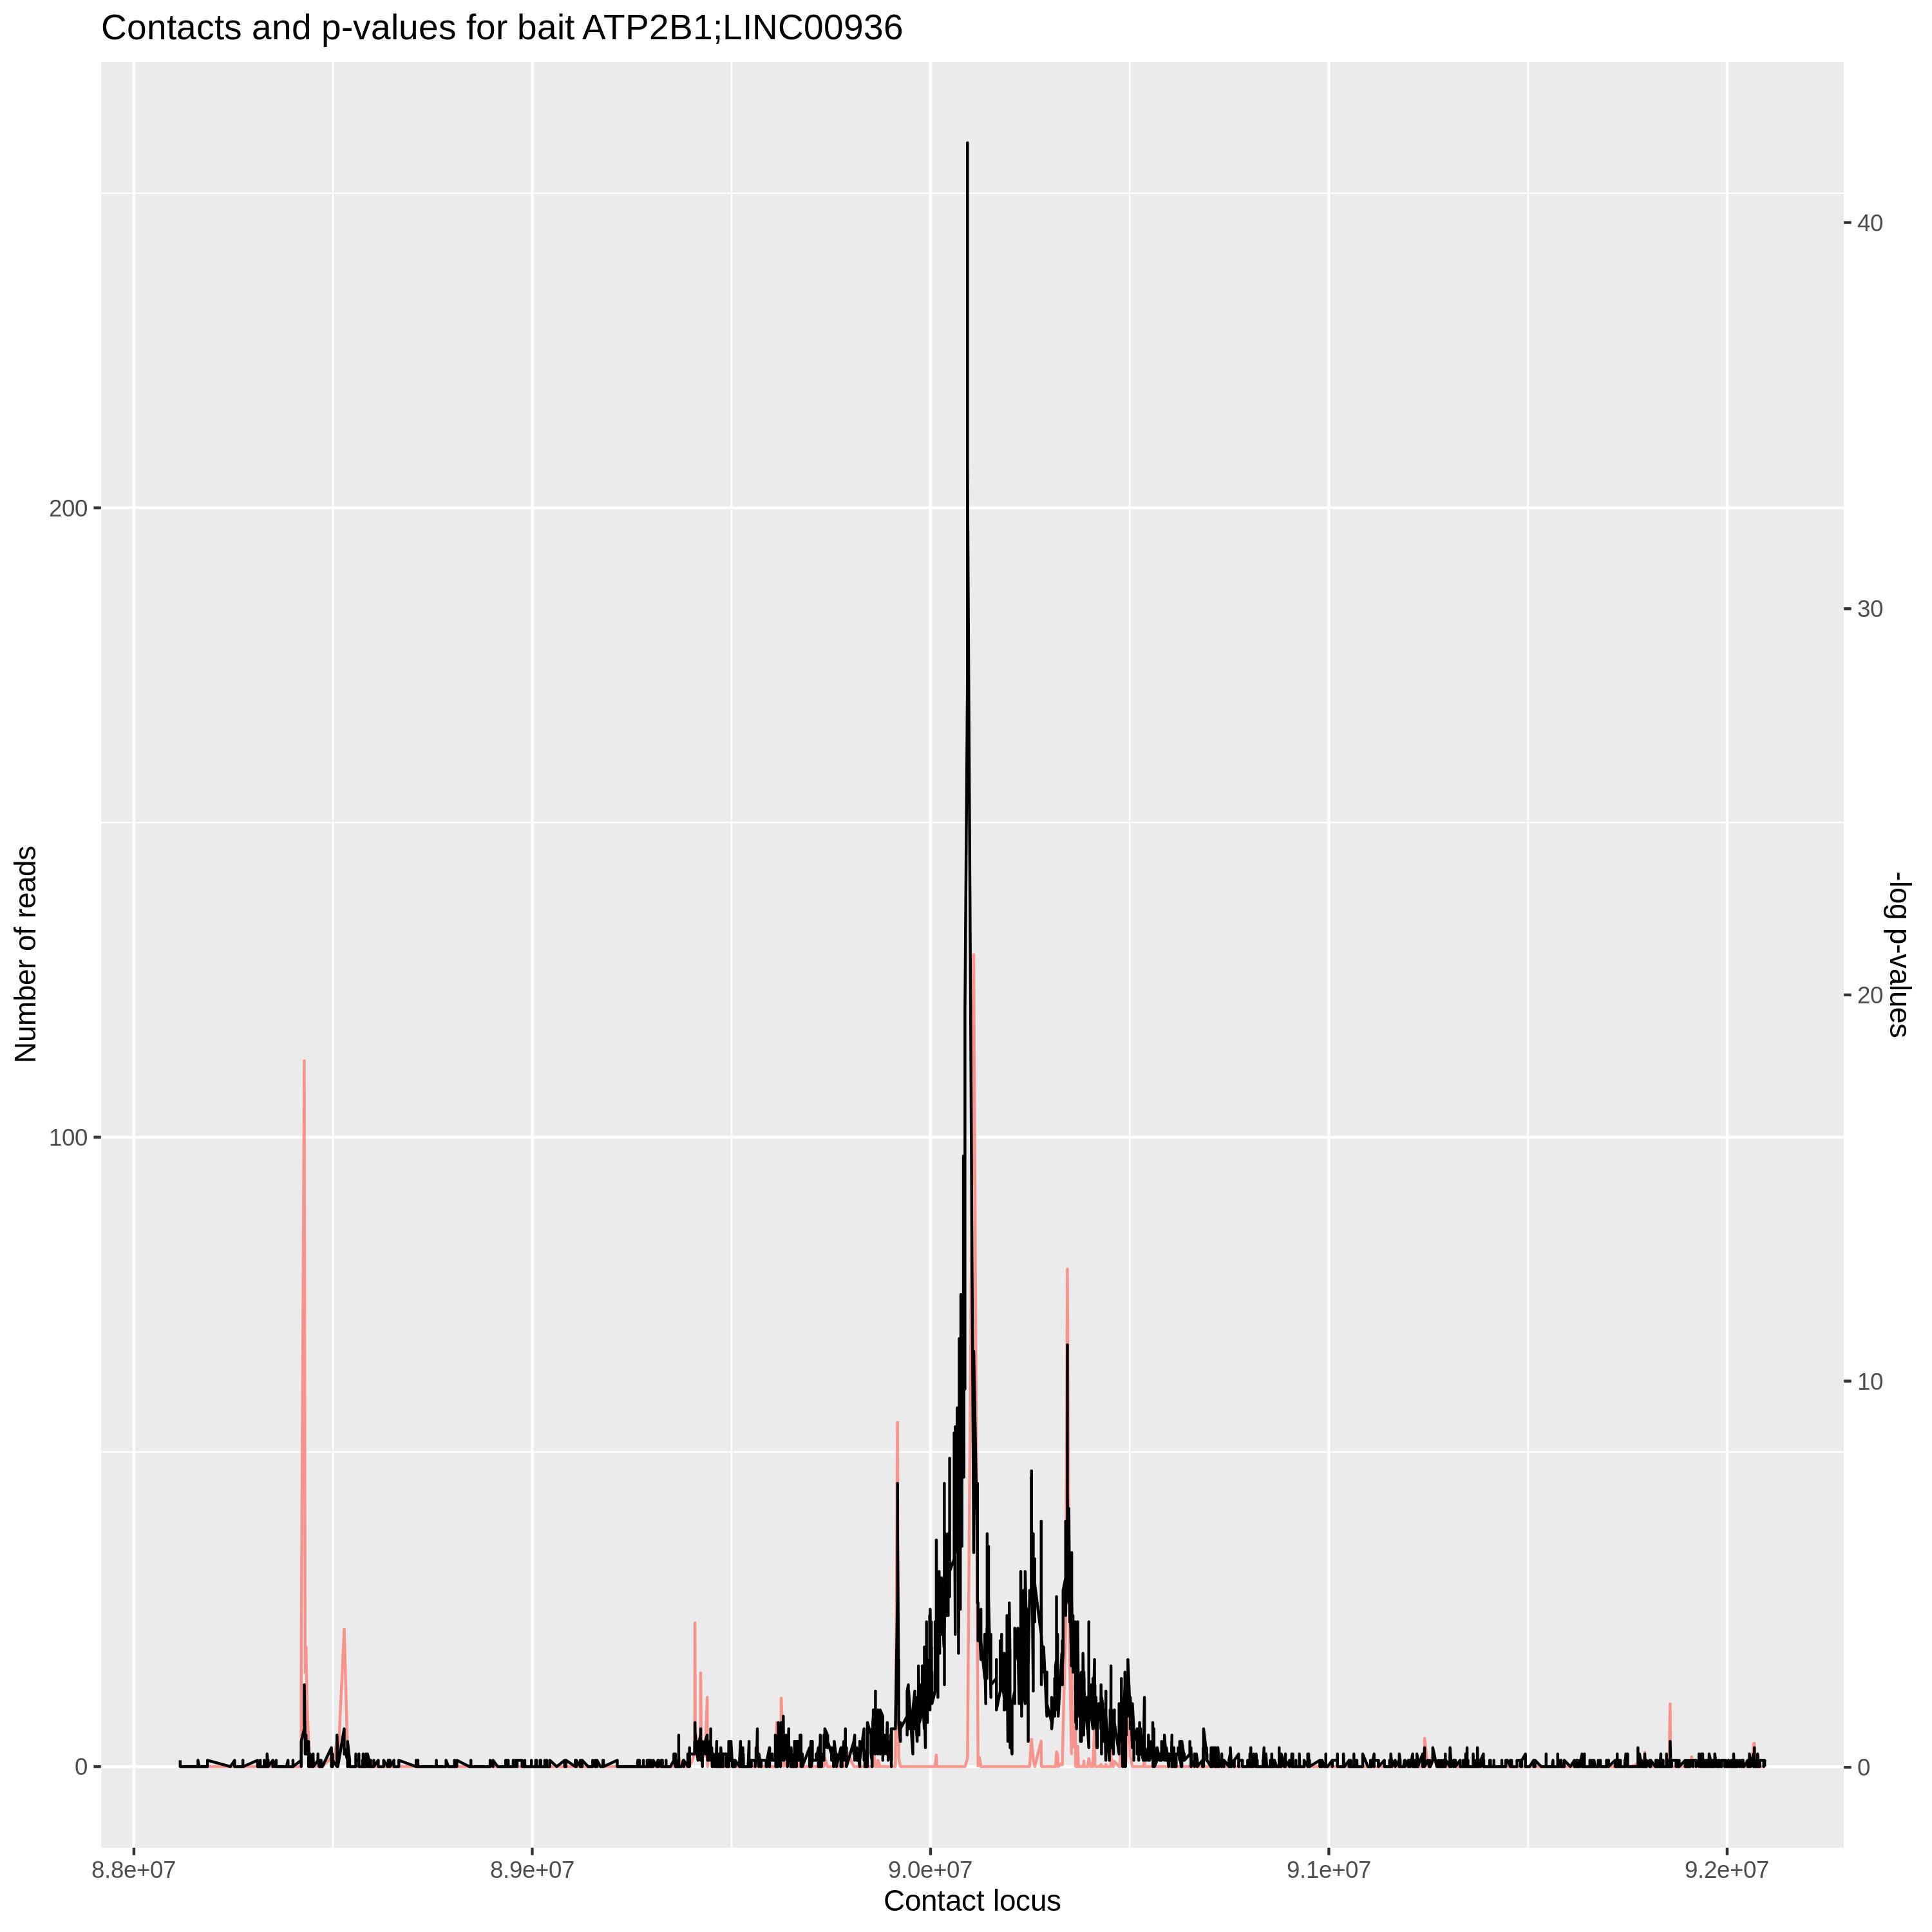 Contacts and p-values for bait ATP2B1;LINC00936
Number of reads
200
100
0
40
30
20
10
0
-log p-values
8.8e+07 8.9e+07 9.0e+07 9.1e+07 9.2e+07
Contact locus